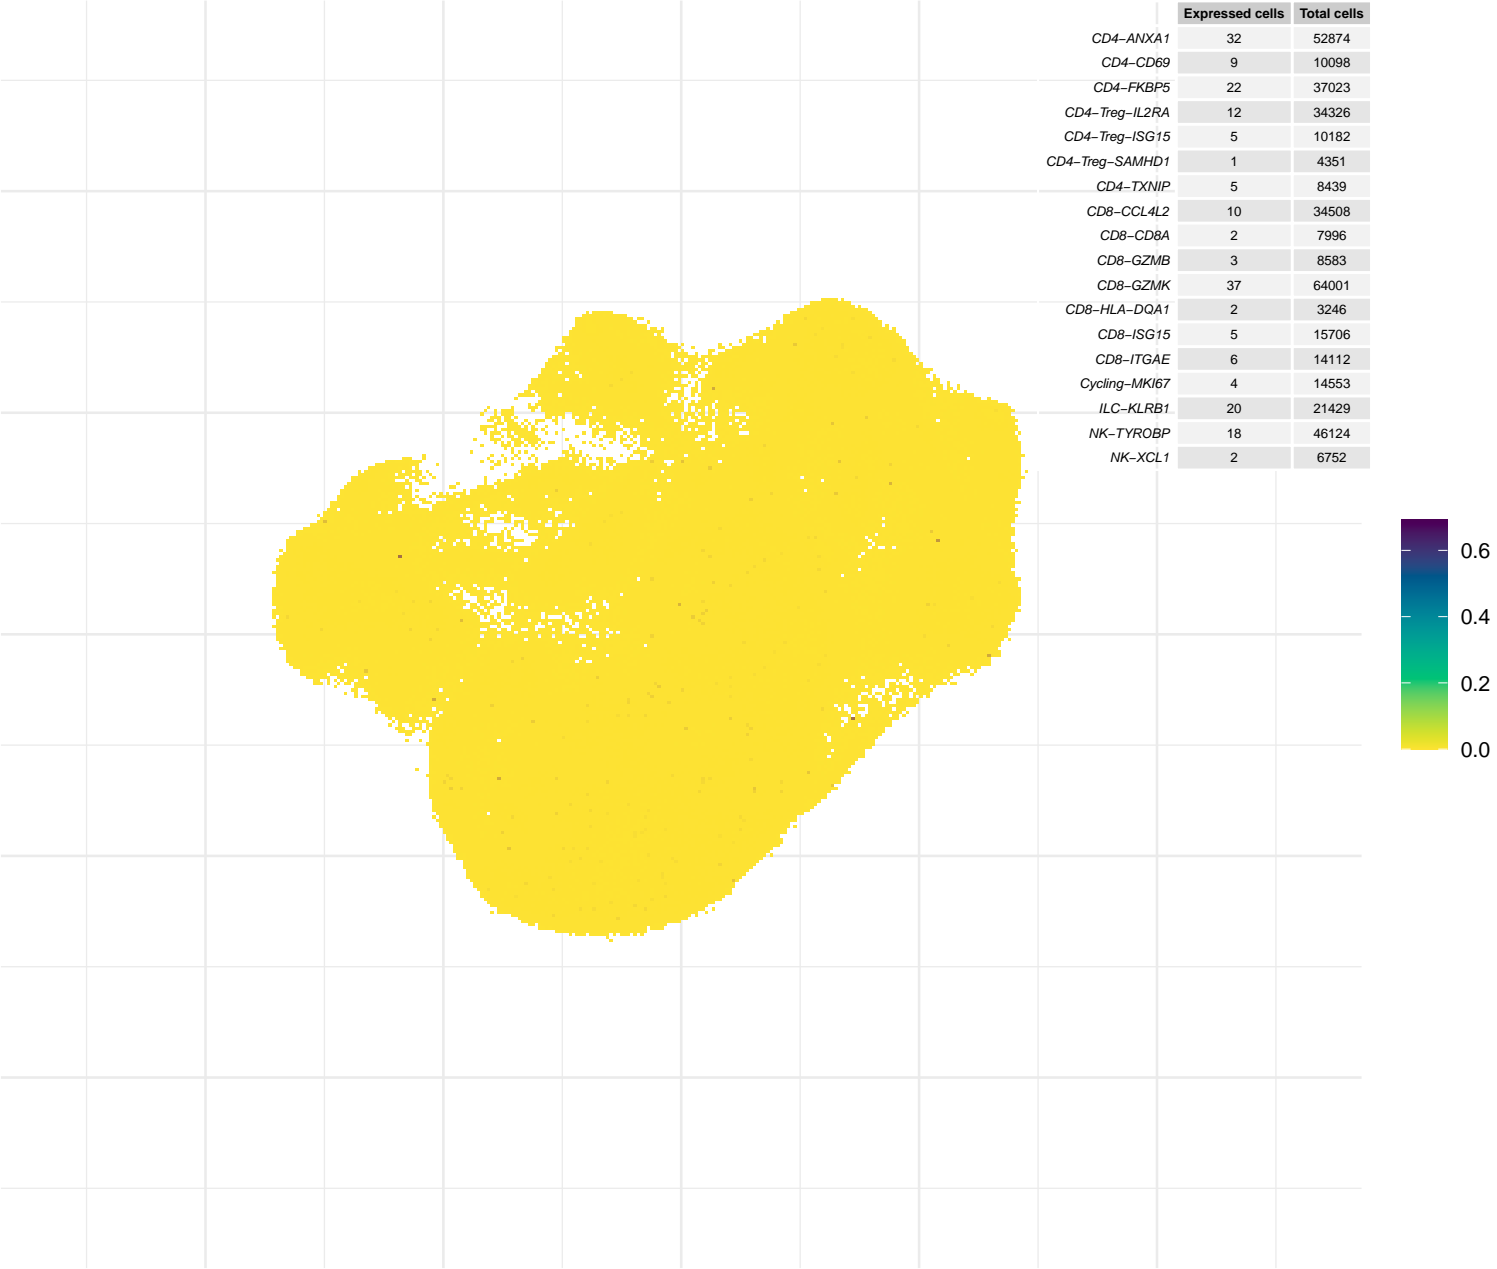 Expressed cells Total cells
CD4−ANXA1 32 52874
CD4−CD69 9 10098
CD4−FKBP5 22 37023
CD4−Treg−IL2RA 12 34326
CD4−Treg−ISG15 5 10182
CD4−Treg−SAMHD1 1 4351
CD4−TXNIP 5 8439
CD8−CCL4L2 10 34508
CD8−CD8A 2 7996
CD8−GZMB 3 8583
CD8−GZMK 37 64001
CD8−HLA−DQA1 2 3246
CD8−ISG15 5 15706
CD8−ITGAE 6 14112
Cycling−MKI67 4 14553
ILC−KLRB1 20 21429
NK−TYROBP 18 46124
NK−XCL1 2 6752
0.6
0.4
0.2
0.0